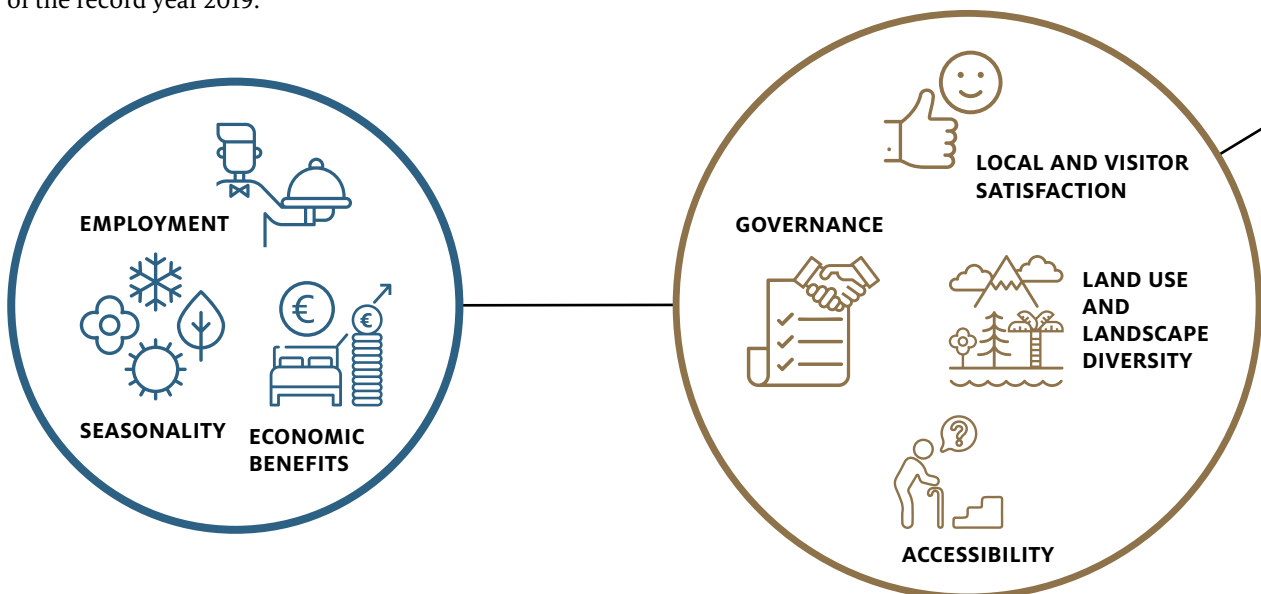 of the record year 2019.
EMPLOYMENT
€
€
SEASONALITY
ECONOMIC
BENEFITS
LOCAL AND VISITOR
SATISFACTION
GOVERNANCE
LAND USE
AND
LANDSCAPE
DIVERSITY
?
ACCESSIBILITY